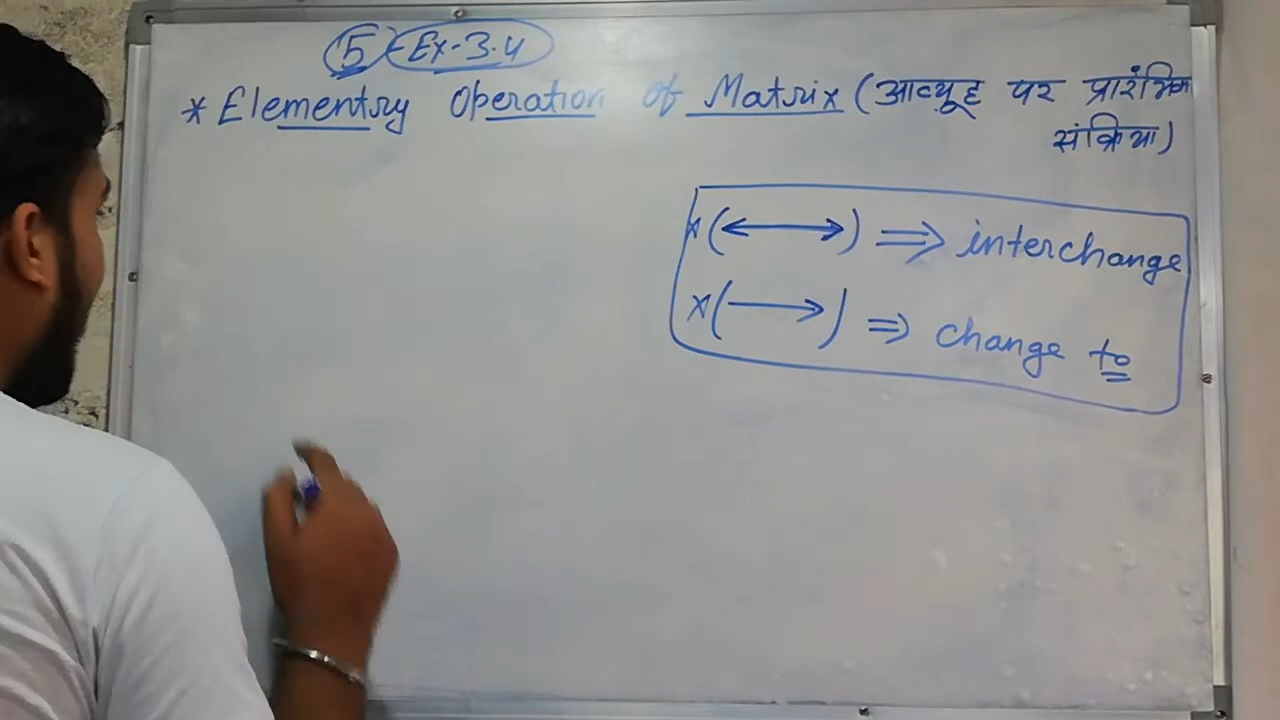 5 Ex-3.4
* Elementry Operation of Matrix (आव्यूह पर प्रारंभिक
संक्रिया)
*(⟷) ⇒ interchange
*(⟶) ⇒ change to